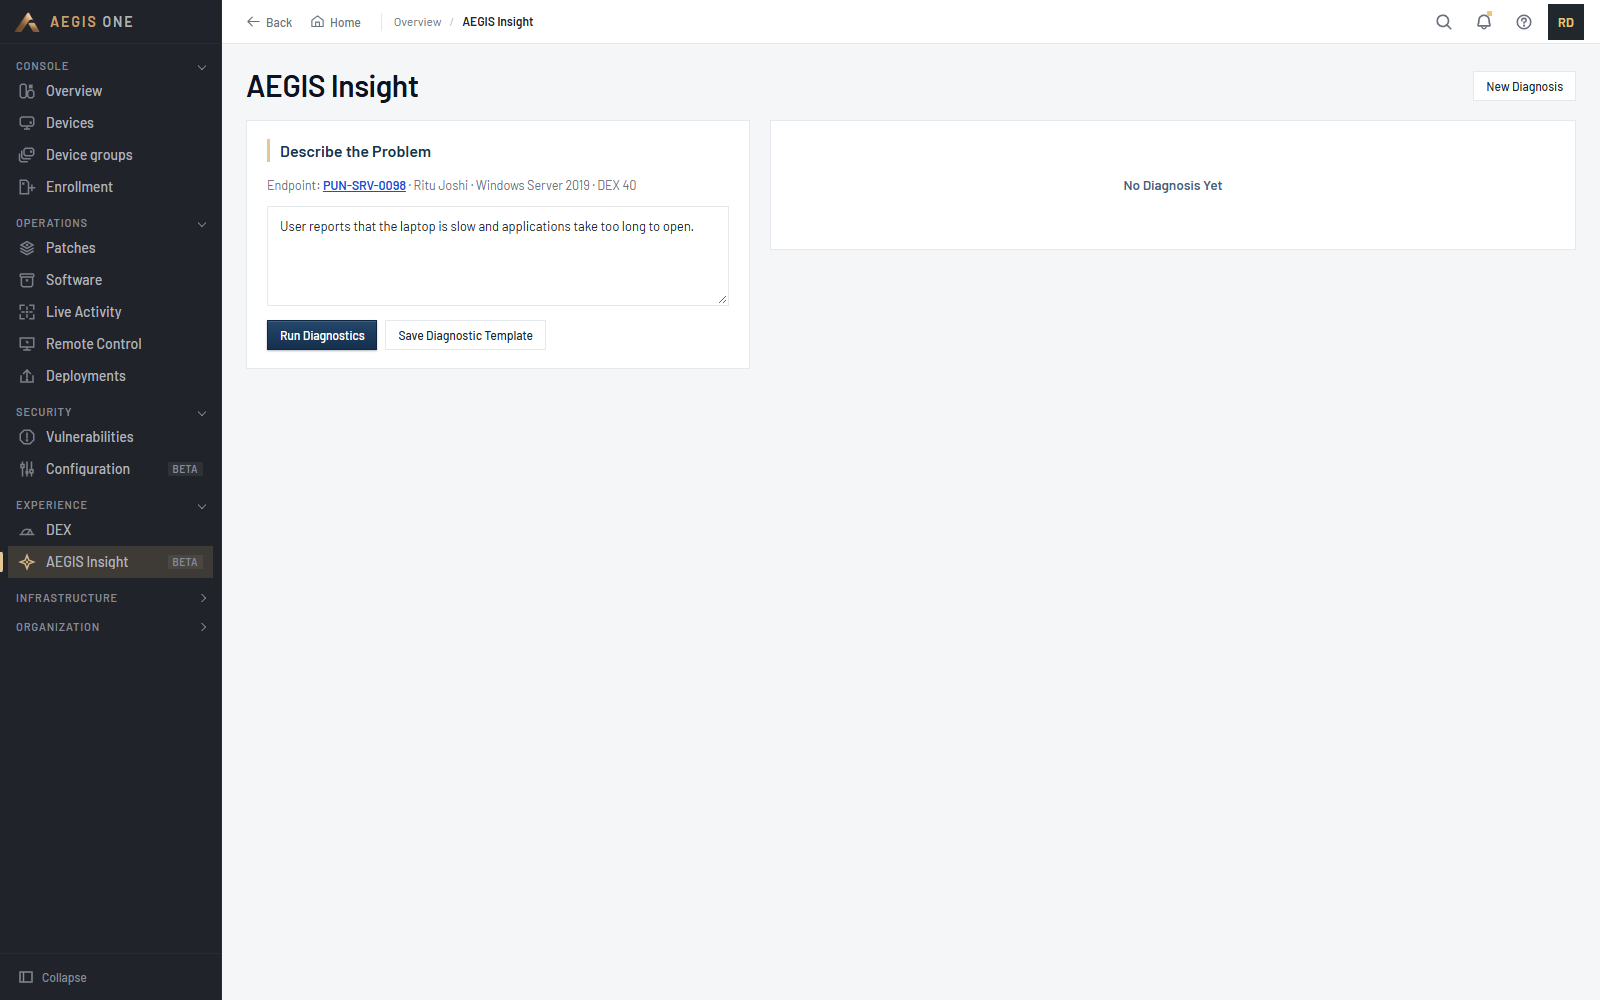 AEGIS ONE
Back
Home
Overview / AEGIS Insight
RD
CONSOLE
Overview
Devices
Device groups
Enrollment
OPERATIONS
Patches
Software
Live Activity
Remote Control
Deployments
SECURITY
Vulnerabilities
Configuration BETA
EXPERIENCE
DEX
AEGIS Insight BETA
INFRASTRUCTURE
ORGANIZATION
Collapse
AEGIS Insight
New Diagnosis
Describe the Problem
Endpoint: PUN-SRV-0098 · Ritu Joshi · Windows Server 2019 · DEX 40
User reports that the laptop is slow and applications take too long to open.
Run Diagnostics
Save Diagnostic Template
No Diagnosis Yet